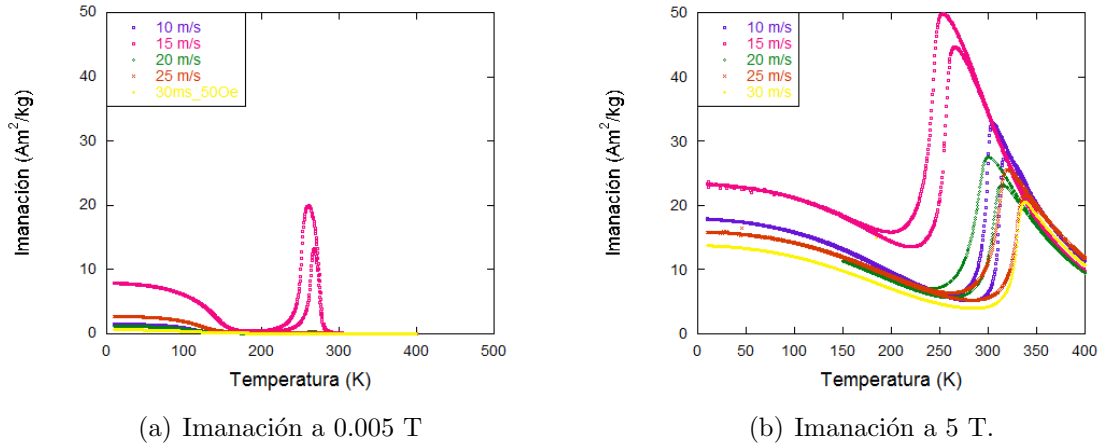 50
40
30
20
10
0
Imanación (Am²/kg)
10 m/s
15 m/s
20 m/s
25 m/s
30ms_50Oe
0 100 200 300 400 500
Temperatura (K)
(a) Imanación a 0.005 T
50
40
30
20
10
0
Imanación (Am²/kg)
10 m/s
15 m/s
20 m/s
25 m/s
30 m/s
0 50 100 150 200 250 300 350 400
Temperatura (K)
(b) Imanación a 5 T.